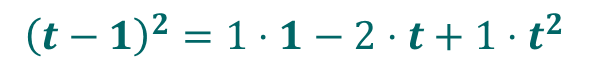 (t − 1)² = 1 · 1 − 2 · t + 1 · t²